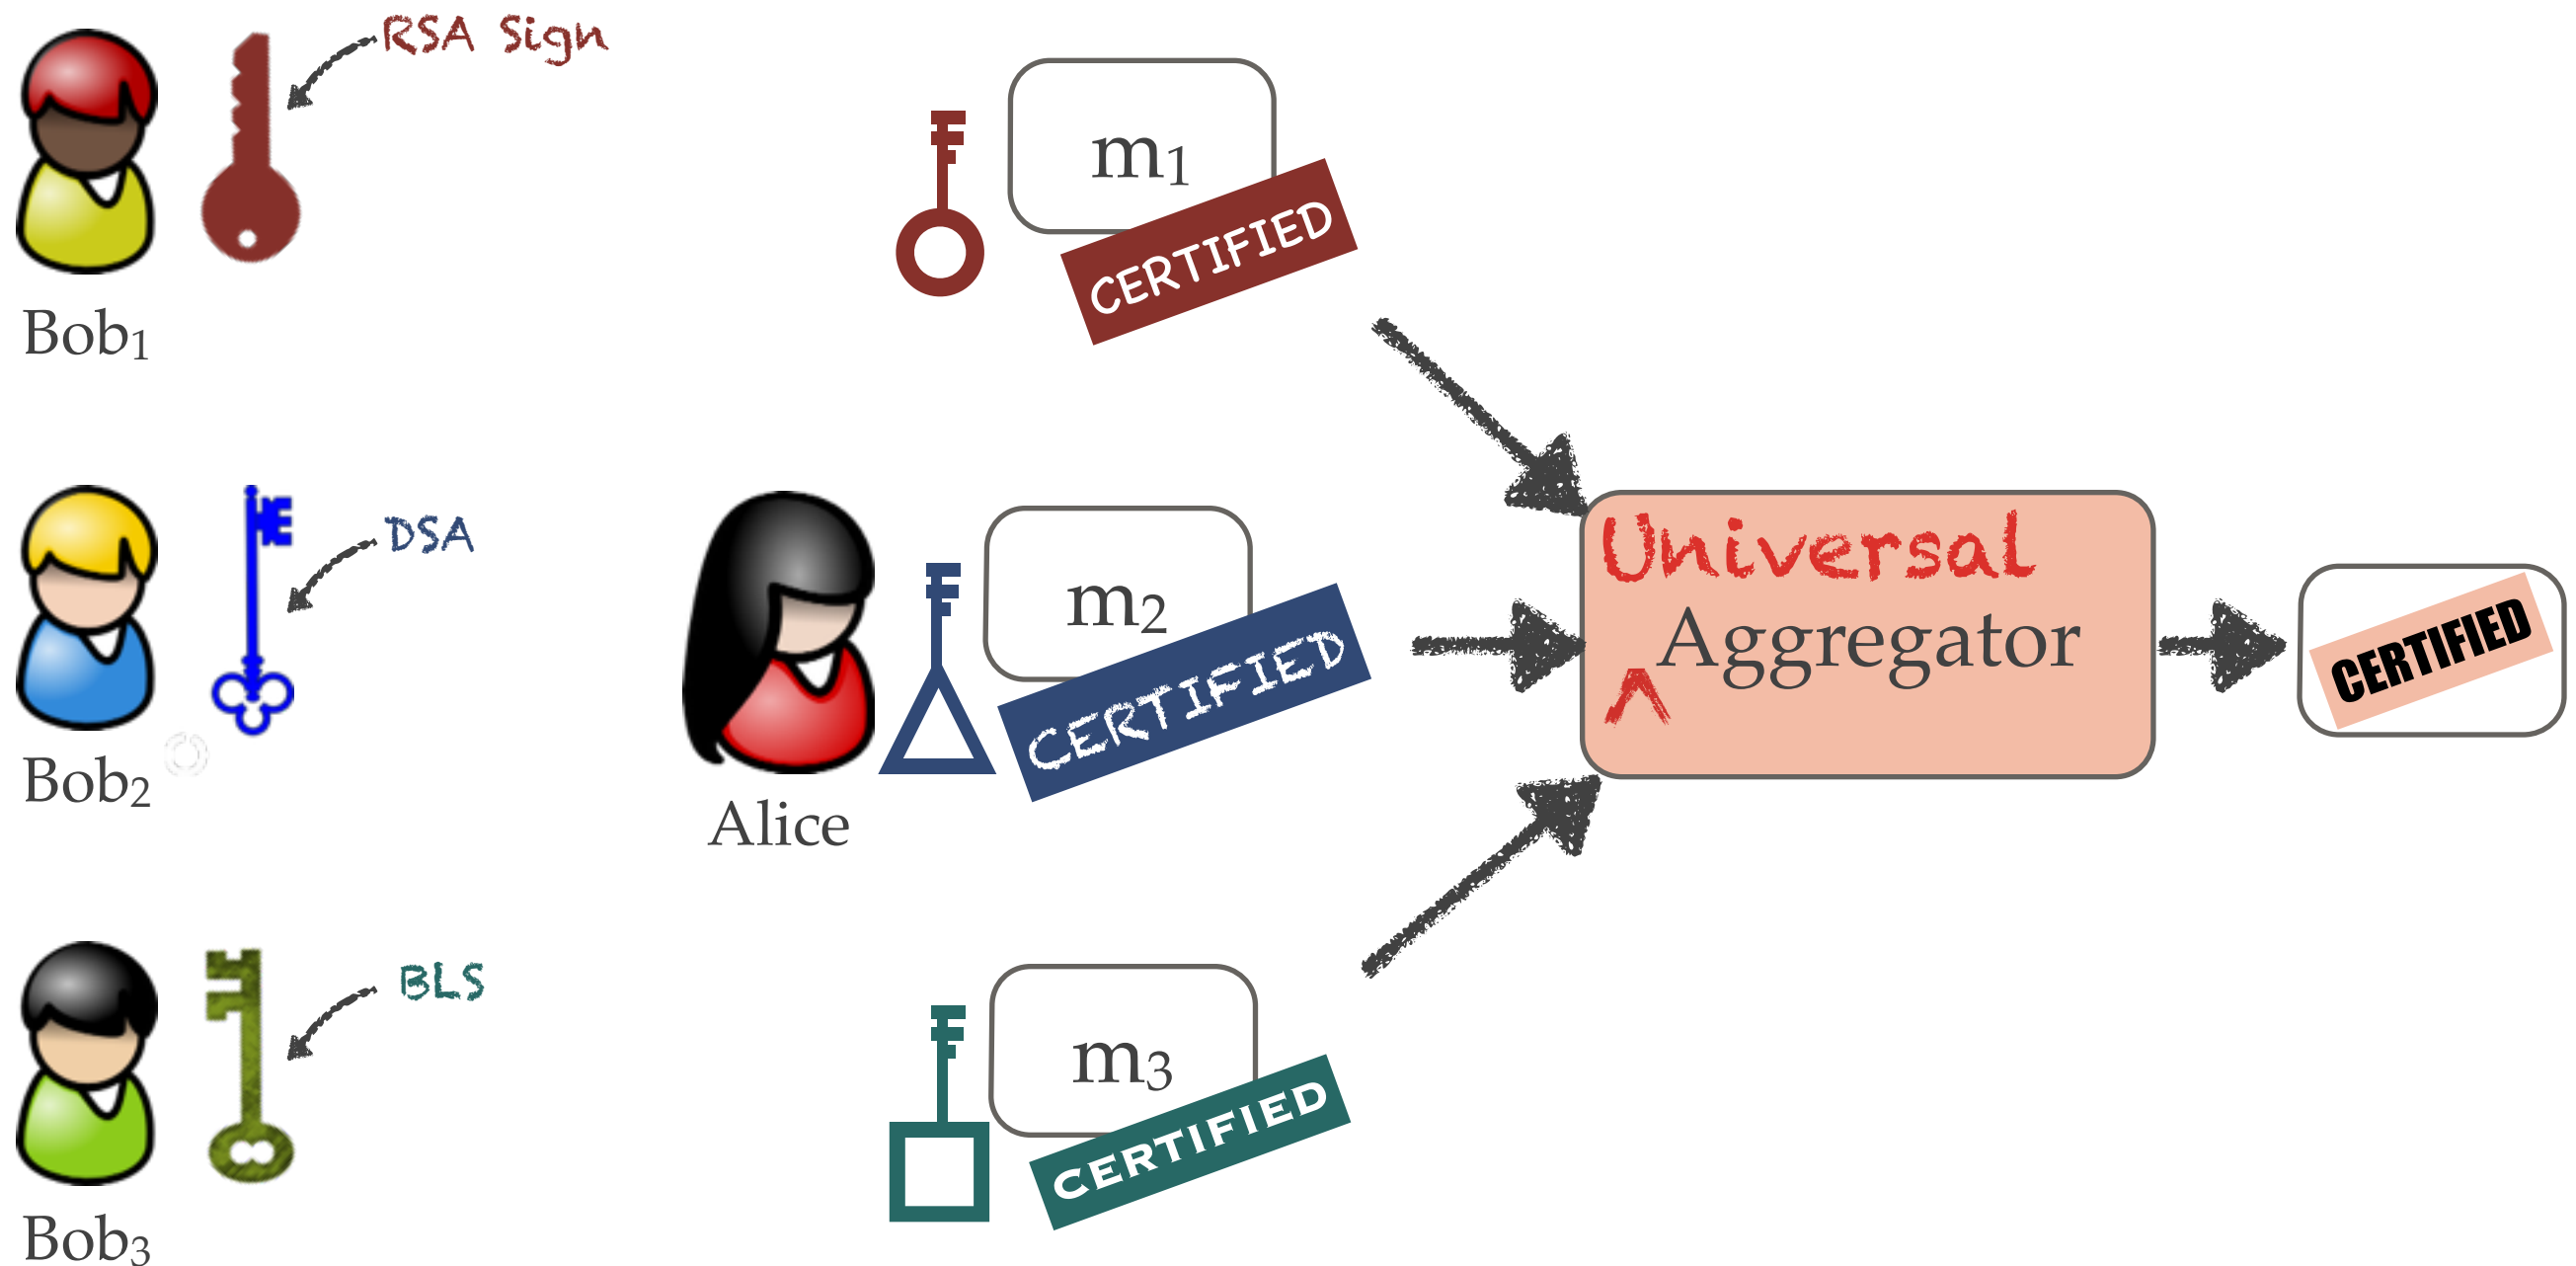 RSA Sign
Bob₁
m₁
CERTIFIED
DSA
Bob₂
Alice
m₂
CERTIFIED
Universal
Aggregator
CERTIFIED
BLS
Bob₃
m₃
CERTIFIED